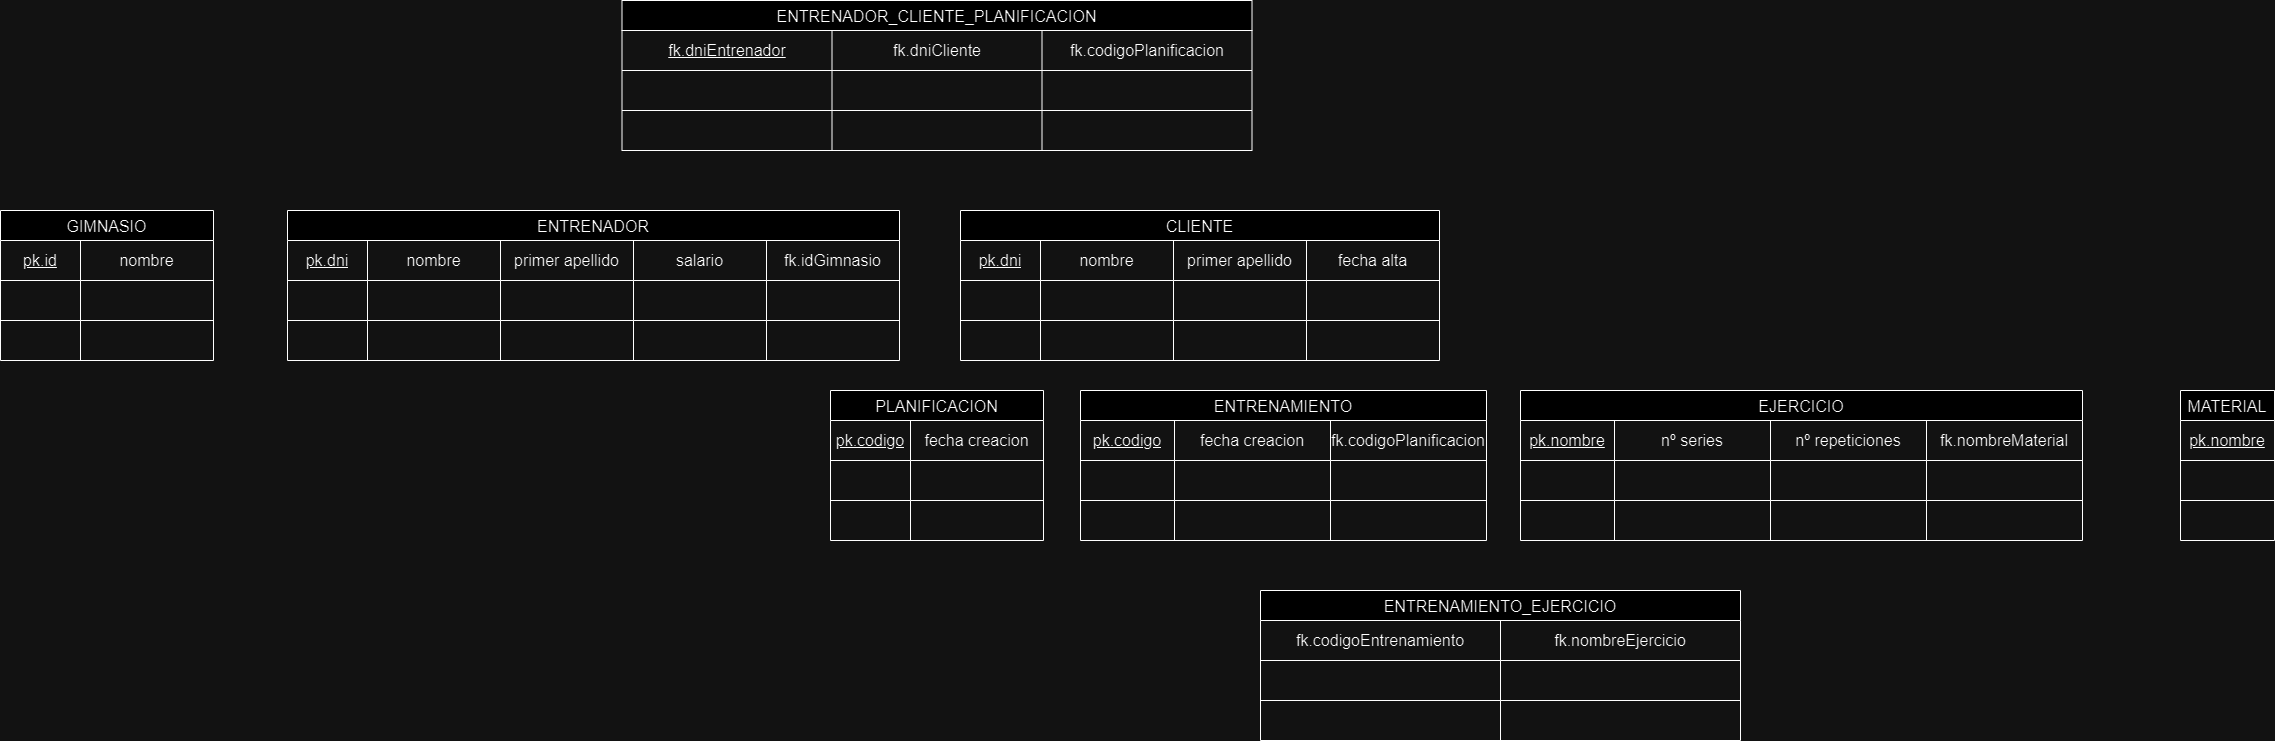 ENTRENADOR_CLIENTE_PLANIFICACION
fk.dniEntrenador fk.dniCliente fk.codigoPlanificacion
GIMNASIO
pk.id nombre
ENTRENADOR
pk.dni nombre primer apellido salario fk.idGimnasio
CLIENTE
pk.dni nombre primer apellido fecha alta
PLANIFICACION
pk.codigo fecha creacion
ENTRENAMIENTO
pk.codigo fecha creacion fk.codigoPlanificacion
EJERCICIO
pk.nombre nº series nº repeticiones fk.nombreMaterial
MATERIAL
pk.nombre
ENTRENAMIENTO_EJERCICIO
fk.codigoEntrenamiento fk.nombreEjercicio